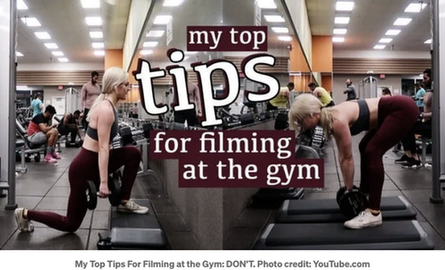 my top
tips
for filming
at the gym
My Top Tips For Filming at the Gym: DON'T. Photo credit: YouTube.com